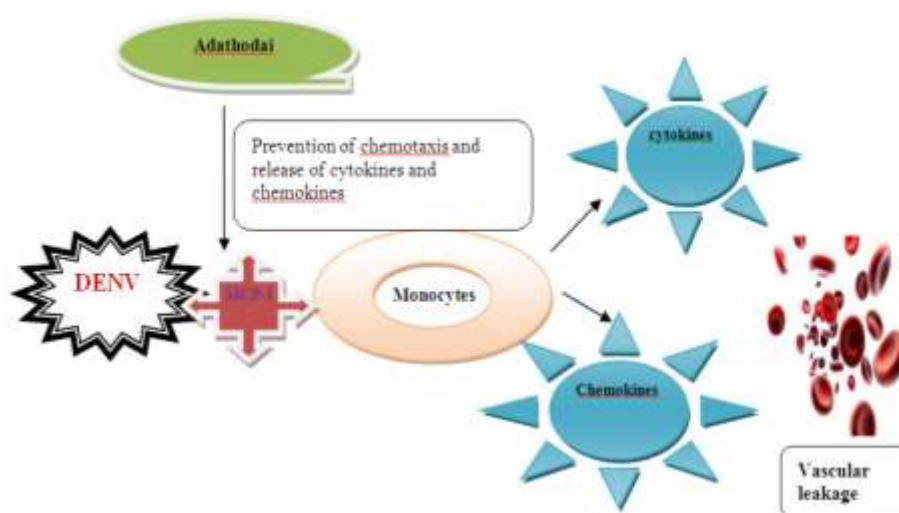 Adathodai
Prevention of chemotaxis and
release of cytokines and
chemokines
cytokines
DENV
Monocytes
Chemokines
Vascular
leakage